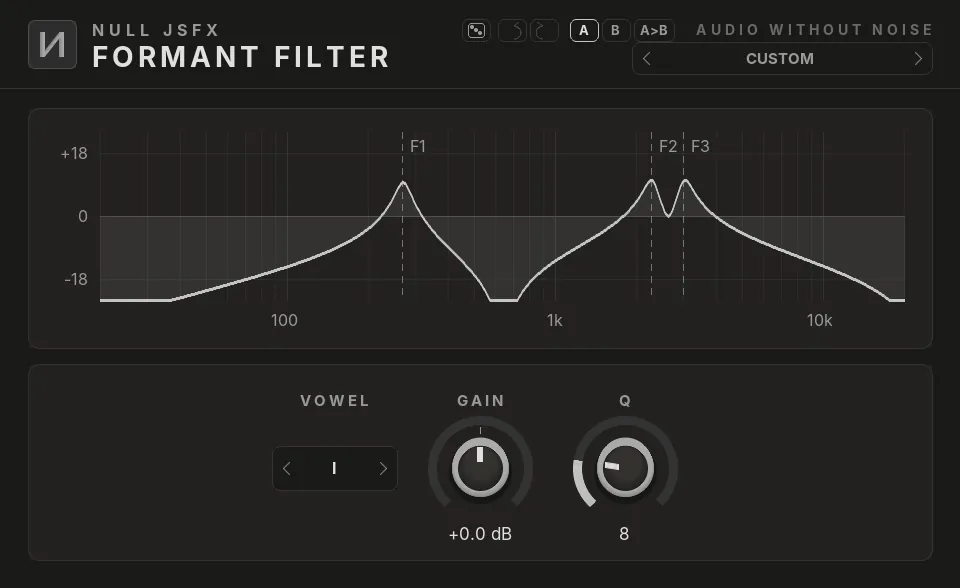 NULL JSFX
FORMANT FILTER
A B A>B
AUDIO WITHOUT NOISE
CUSTOM
F1 F2 F3
+18
0
-18
100 1k 10k
VOWEL GAIN Q
I
+0.0 dB 8